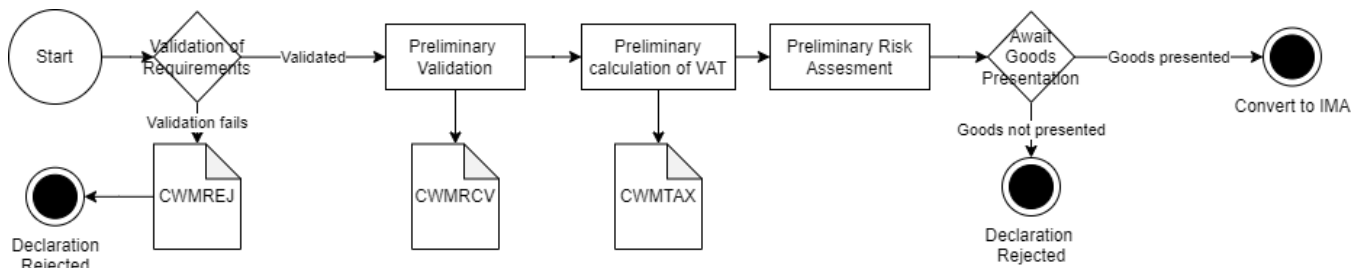 Start
Validation of
Requirements
Validated
Preliminary
Validation
Preliminary
calculation of VAT
Preliminary Risk
Assesment
Await
Goods
Presentation
Goods presented
Convert to IMA
Validation fails
Goods not presented
CWMREJ
CWMRCV
CWMTAX
Declaration
Rejected
Declaration
Rejected